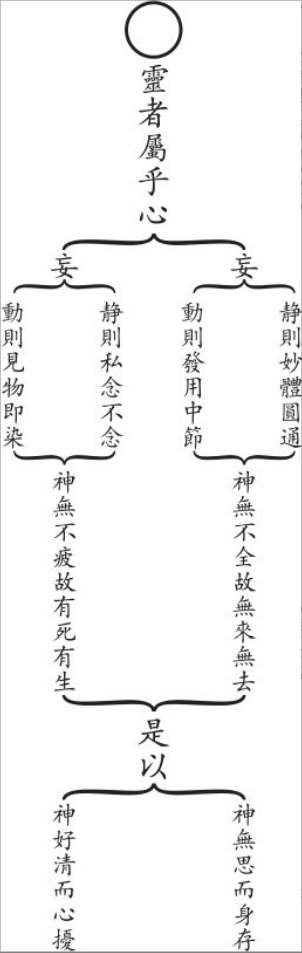 靈者屬乎心
妄
妄
静則妙體圓通
動則發用中節
静則私念不念
動則見物即染
神無不全故無來無去
神無不疲故有死有生
是以
神無思而身存
神好清而心擾